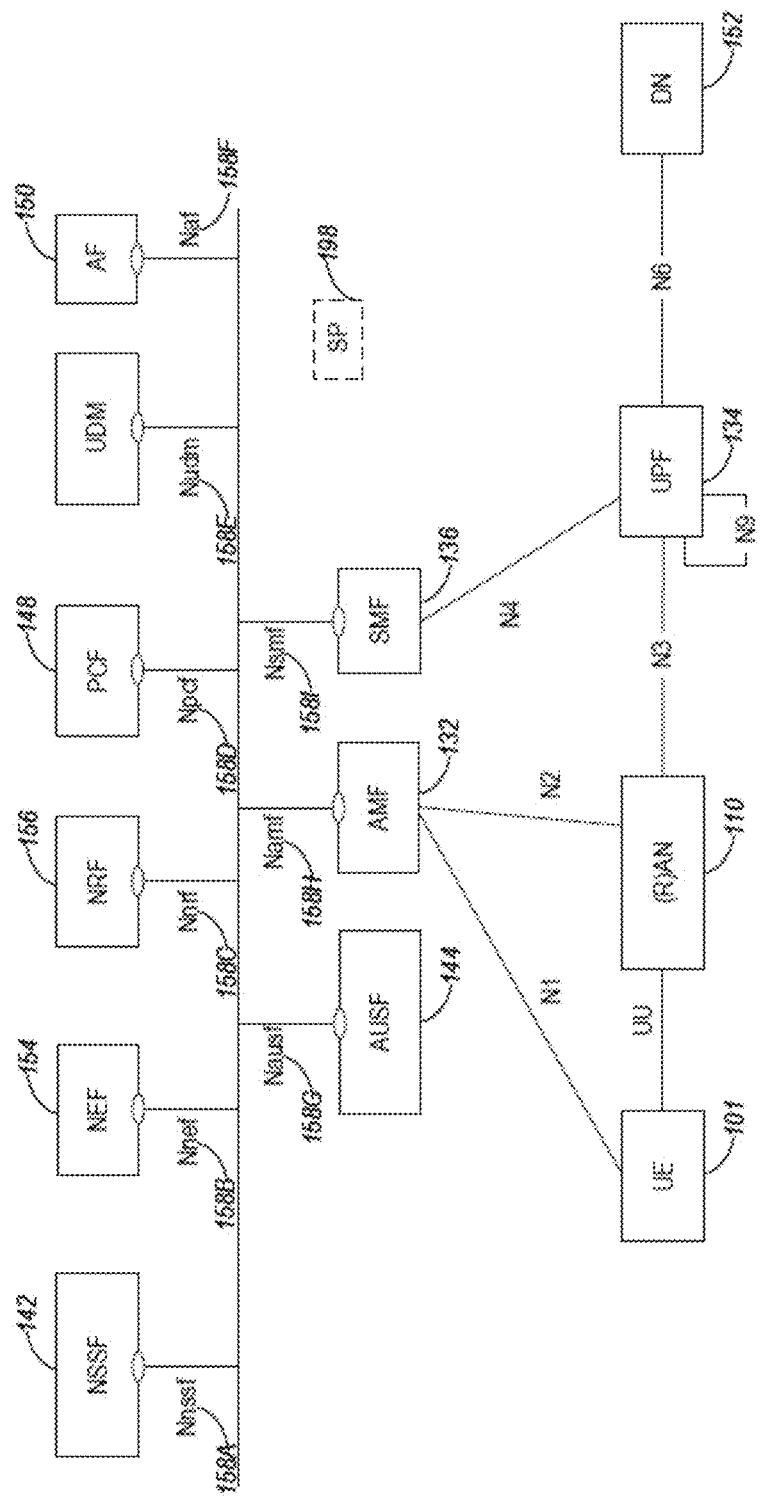 142
154
156
148
150
NSSF
NEF
NRF
PCF
UDM
AF
Nnssf
Nnef
Nnrf
Npcf
Nudm
Naf
158A
158B
158C
158D
158E
158F
Nausf
Namf
Nsmf
158G
158H
158I
AUSF
AMF
SMF
SP
144
132
136
198
N1
N2
N4
UU
N3
N6
UE
(R)AN
UPF
DN
101
110
134
152
N9